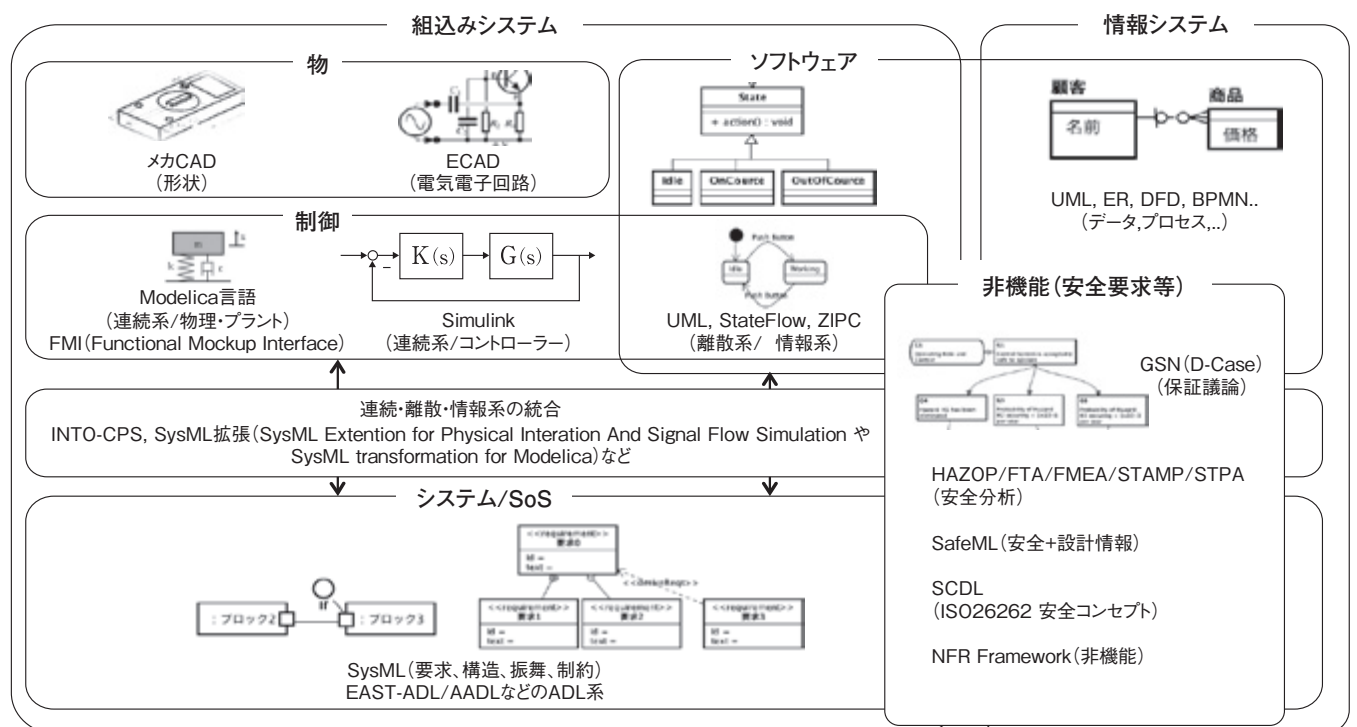 組込みシステム
情報システム
物
メカCAD
(形状)
ECAD
(電気電子回路)
ソフトウェア
State
+ action() : void
Idle
OnCource
OutOfCource
顧客
名前
商品
価格
UML, ER, DFD, BPMN..
(データ,プロセス,..)
制御
m
k
c
Modelica言語
(連続系/物理・プラント)
FMI(Functional Mockup Interface)
K(s)
G(s)
−
Simulink
(連続系/コントローラー)
Push button
Idle
Working
Push button
UML, StateFlow, ZIPC
(離散系/ 情報系)
非機能(安全要求等)
GSN(D-Case)
(保証議論)
HAZOP/FTA/FMEA/STAMP/STPA
(安全分析)
SafeML(安全+設計情報)
SCDL
(ISO26262 安全コンセプト)
NFR Framework(非機能)
連続・離散・情報系の統合
INTO-CPS, SysML拡張(SysML Extention for Physical Interation And Signal Flow Simulation や
SysML transformation for Modelica)など
システム/SoS
: ブロック2
If
: ブロック3
<<requirement>>
要求0
id =
text =
<<requirement>>
要求1
id =
text =
<<requirement>>
要求2
id =
text =
<<requirement>>
要求3
id =
text =
SysML(要求、構造、振舞、制約)
EAST-ADL/AADLなどのADL系